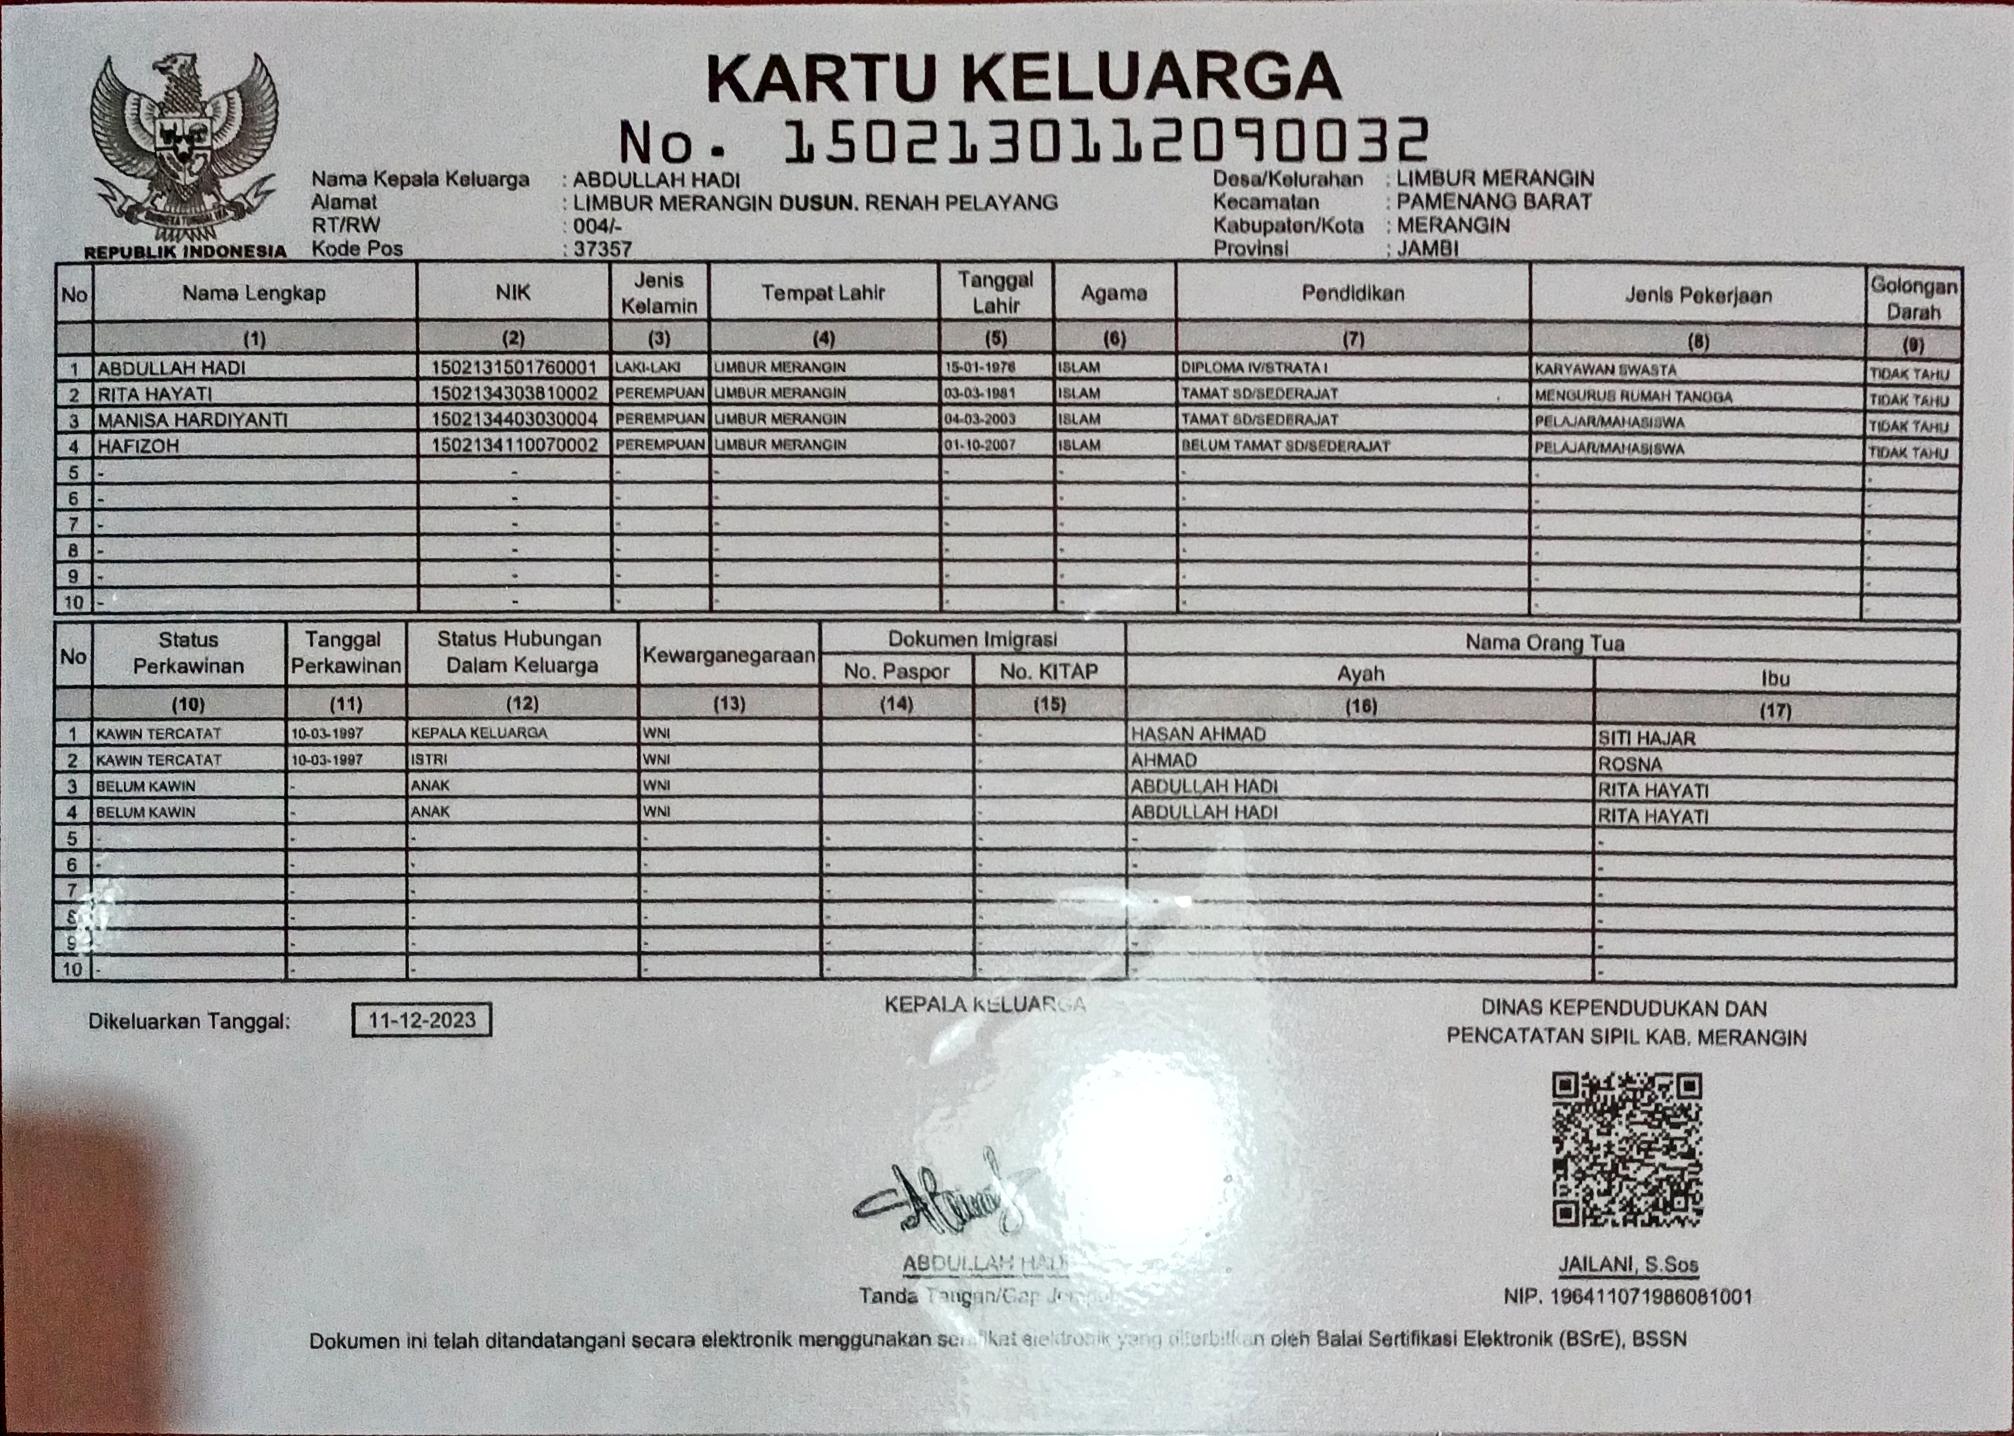 KARTU KELUARGA
No. 1502130112090032
Nama Kepala Keluarga : ABDULLAH HADI
Alamat : LIMBUR MERANGIN DUSUN. RENAH PELAYANG
RT/RW : 004/-
Kode Pos : 37357
Desa/Kelurahan : LIMBUR MERANGIN
Kecamatan : PAMENANG BARAT
Kabupaten/Kota : MERANGIN
Provinsi : JAMBI
REPUBLIK INDONESIA
No Nama Lengkap NIK Jenis Kelamin Tempat Lahir Tanggal Lahir Agama Pendidikan Jenis Pekerjaan Golongan Darah
(1) (2) (3) (4) (5) (6) (7) (8) (9)
1 ABDULLAH HADI 1502131501760001 LAKI-LAKI LIMBUR MERANGIN 15-01-1976 ISLAM DIPLOMA IV/STRATA I KARYAWAN SWASTA TIDAK TAHU
2 RITA HAYATI 1502134303810002 PEREMPUAN LIMBUR MERANGIN 03-03-1981 ISLAM TAMAT SD/SEDERAJAT MENGURUS RUMAH TANGGA TIDAK TAHU
3 MANISA HARDIYANTI 1502134403030004 PEREMPUAN LIMBUR MERANGIN 04-03-2003 ISLAM TAMAT SD/SEDERAJAT PELAJAR/MAHASISWA TIDAK TAHU
4 HAFIZOH 1502134110070002 PEREMPUAN LIMBUR MERANGIN 01-10-2007 ISLAM BELUM TAMAT SD/SEDERAJAT PELAJAR/MAHASISWA TIDAK TAHU
5 - - - - - - - - -
6 - - - - - - - - -
7 - - - - - - - - -
8 - - - - - - - - -
9 - - - - - - - - -
10 - - - - - - - - -
No Status Perkawinan Tanggal Perkawinan Status Hubungan Dalam Keluarga Kewarganegaraan Dokumen Imigrasi Nama Orang Tua
No. Paspor No. KITAP Ayah Ibu
(10) (11) (12) (13) (14) (15) (16) (17)
1 KAWIN TERCATAT 10-03-1997 KEPALA KELUARGA WNI - HASAN AHMAD SITI HAJAR
2 KAWIN TERCATAT 10-03-1997 ISTRI WNI - AHMAD ROSNA
3 BELUM KAWIN - ANAK WNI - ABDULLAH HADI RITA HAYATI
4 BELUM KAWIN - ANAK WNI - ABDULLAH HADI RITA HAYATI
5 - - - - - - - -
6 - - - - - - - -
7 - - - - - - - -
8 - - - - - - - -
9 - - - - - - - -
10 - - - - - - - -
Dikeluarkan Tanggal: 11-12-2023
KEPALA KELUARGA
ABDULLAH HADI
Tanda Tangan/Cap
DINAS KEPENDUDUKAN DAN
PENCATATAN SIPIL KAB. MERANGIN
JAILANI, S.Sos
NIP. 196411071986081001
Dokumen ini telah ditandatangani secara elektronik menggunakan sertifikat elektronik yang diterbitkan oleh Balai Sertifikasi Elektronik (BSrE), BSSN